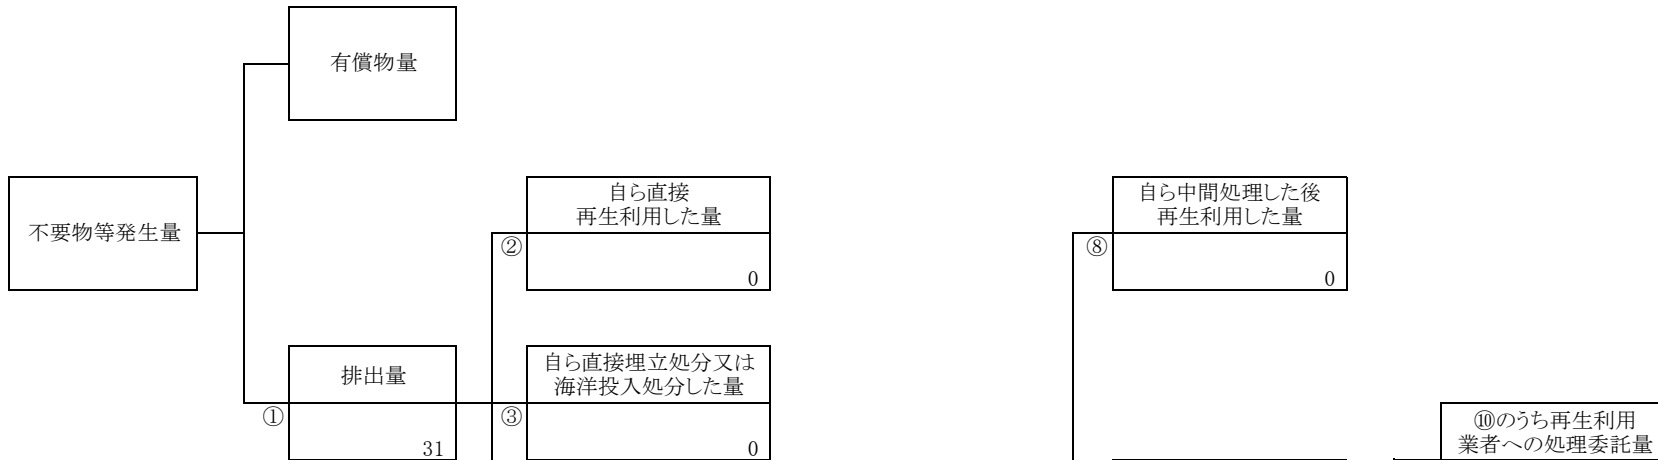 有償物量
不要物等発生量
自ら直接
再生利用した量
②
0
自ら中間処理した後
再生利用した量
⑧
0
排出量
①
31
自ら直接埋立処分又は
海洋投入処分した量
③
0
⑩のうち再生利用
業者への処理委託量